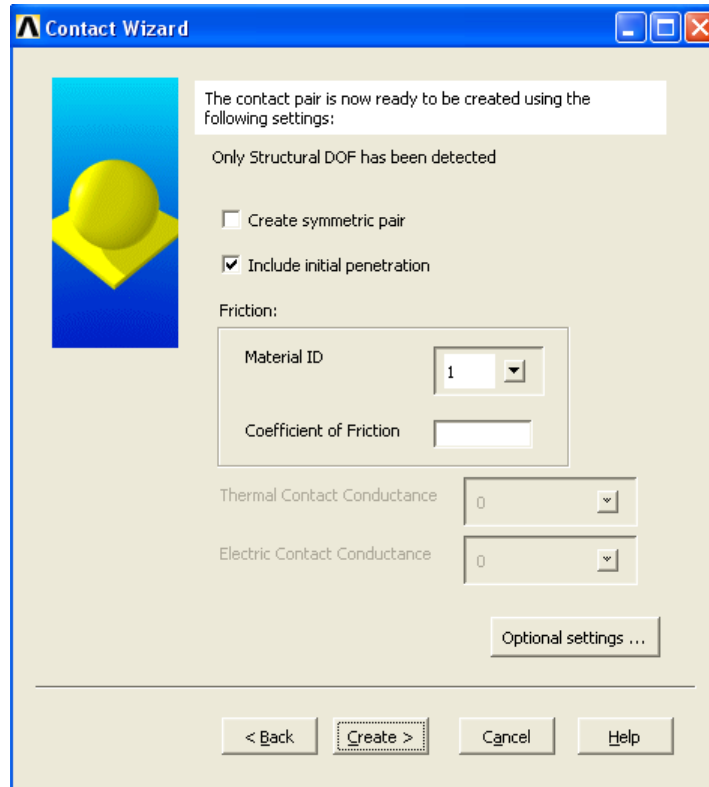 Contact Wizard
The contact pair is now ready to be created using the
following settings:
Only Structural DOF has been detected
Create symmetric pair
Include initial penetration
Friction:
Material ID
1
Coefficient of Friction
Thermal Contact Conductance
0
Electric Contact Conductance
0
Optional settings ...
< Back
Create >
Cancel
Help